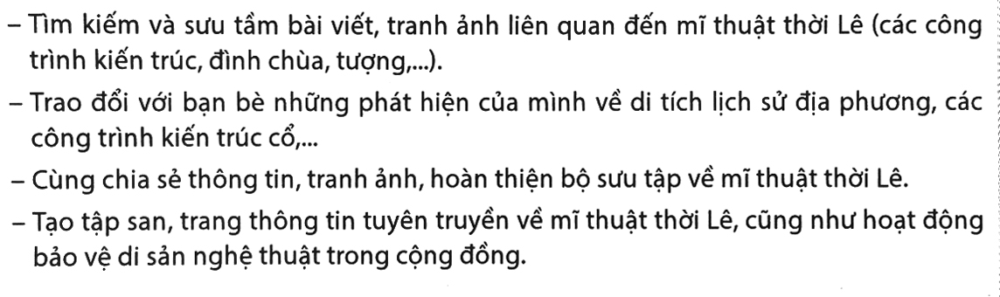 – Tìm kiếm và sưu tầm bài viết, tranh ảnh liên quan đến mĩ thuật thời Lê (các công
trình kiến trúc, đình chùa, tượng,...).
– Trao đổi với bạn bè những phát hiện của mình về di tích lịch sử địa phương, các
công trình kiến trúc cổ,...
– Cùng chia sẻ thông tin, tranh ảnh, hoàn thiện bộ sưu tập về mĩ thuật thời Lê.
– Tạo tập san, trang thông tin tuyên truyền về mĩ thuật thời Lê, cũng như hoạt động
bảo vệ di sản nghệ thuật trong cộng đồng.